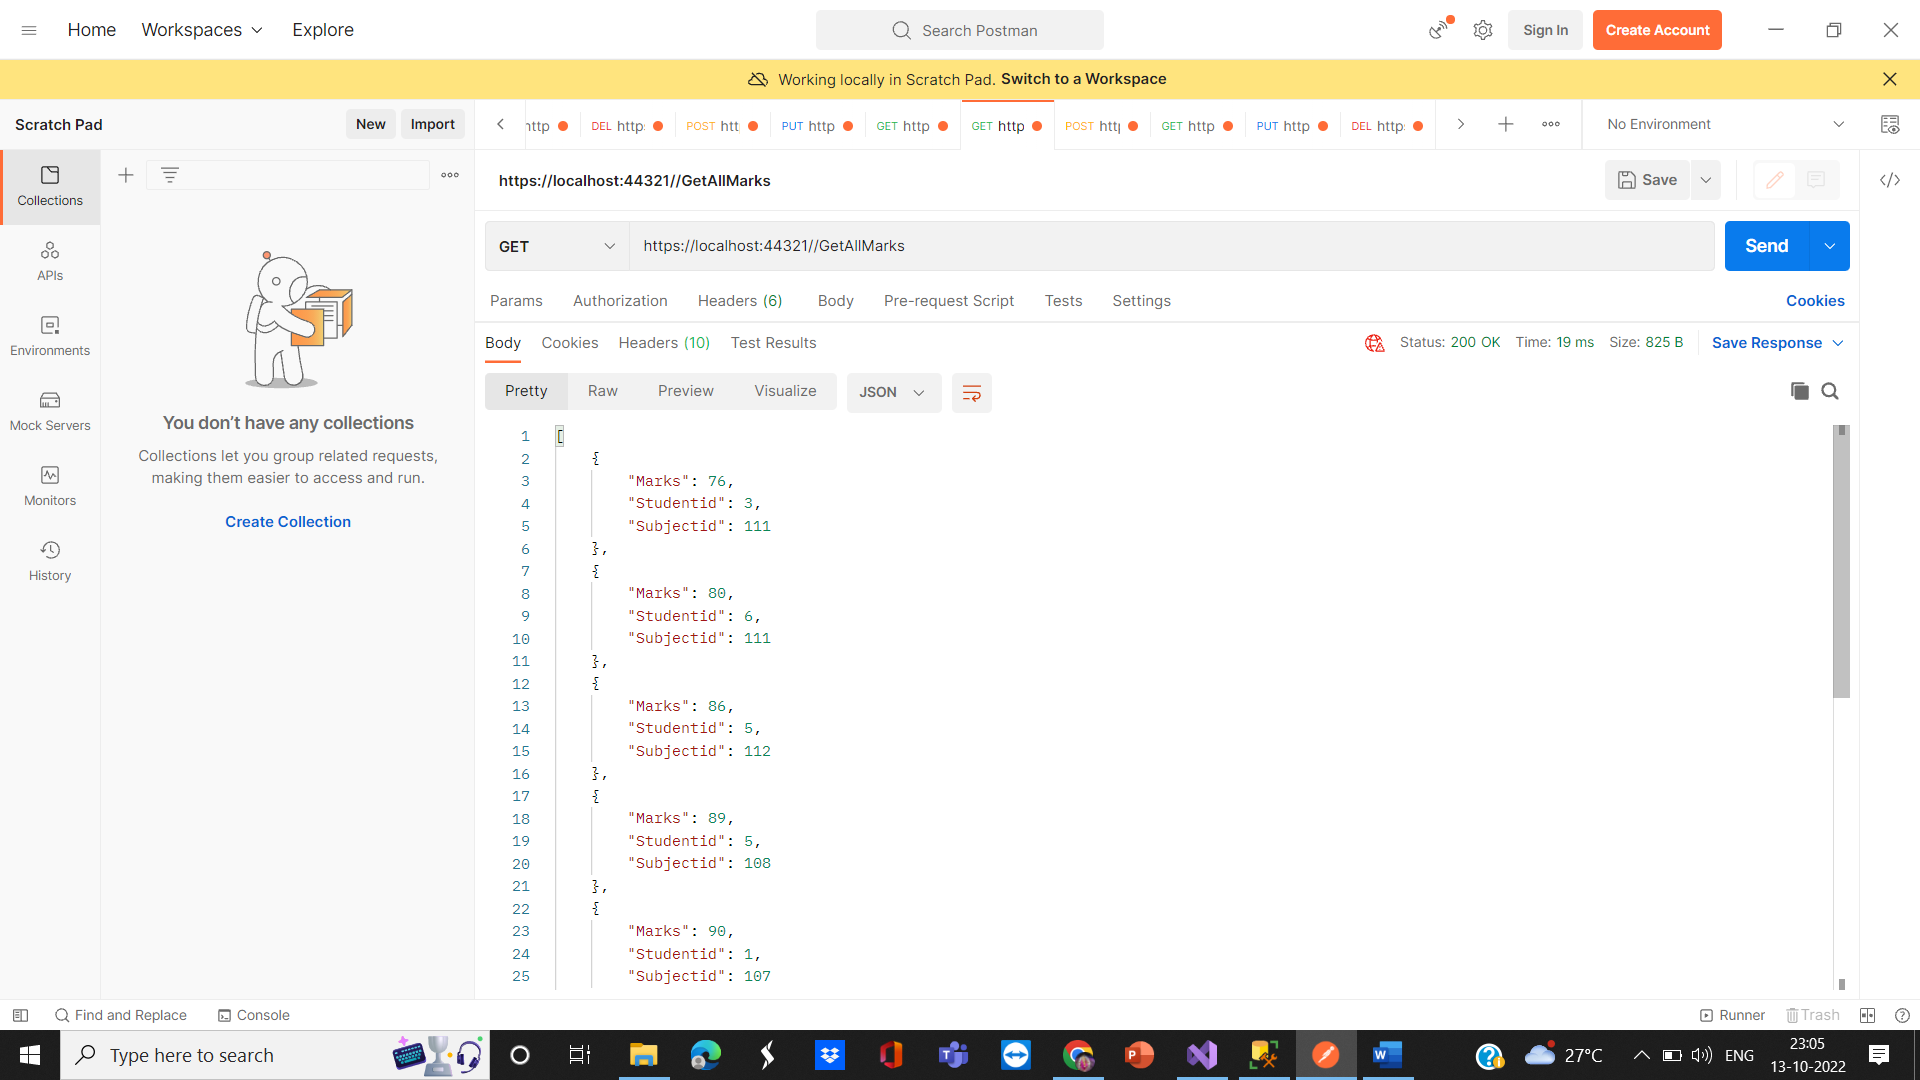 Home Workspaces Explore Search Postman Sign In Create Account
Working locally in Scratch Pad. Switch to a Workspace
Scratch Pad New Import
http DEL http POST htt PUT http GET http GET http POST http GET http PUT http DEL http No Environment
https://localhost:44321//GetAllMarks Save
GET https://localhost:44321//GetAllMarks Send
Params Authorization Headers (6) Body Pre-request Script Tests Settings Cookies
Body Cookies Headers (10) Test Results Status: 200 OK Time: 19 ms Size: 825 B Save Response
Pretty Raw Preview Visualize JSON
Collections
APIs
Environments
Mock Servers
Monitors
History
You don't have any collections
Collections let you group related requests,
making them easier to access and run.
Create Collection
1 [
2 {
3 "Marks": 76,
4 "Studentid": 3,
5 "Subjectid": 111
6 },
7 {
8 "Marks": 80,
9 "Studentid": 6,
10 "Subjectid": 111
11 },
12 {
13 "Marks": 86,
14 "Studentid": 5,
15 "Subjectid": 112
16 },
17 {
18 "Marks": 89,
19 "Studentid": 5,
20 "Subjectid": 108
21 },
22 {
23 "Marks": 90,
24 "Studentid": 1,
25 "Subjectid": 107
Find and Replace Console Runner Trash
Type here to search 27°C ENG 23:05
13-10-2022